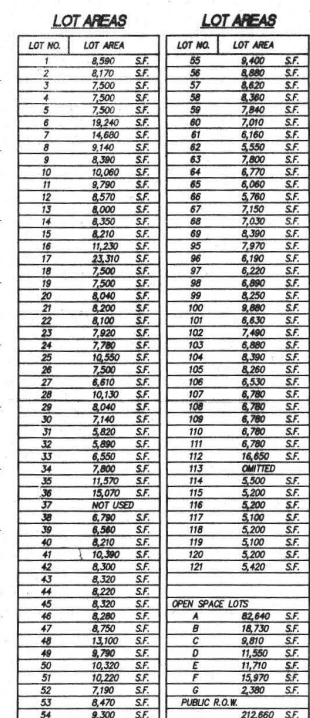 LOT AREAS
LOT NO. LOT AREA
1 8,590 S.F.
2 8,170 S.F.
3 7,500 S.F.
4 7,500 S.F.
5 7,500 S.F.
6 19,240 S.F.
7 14,680 S.F.
8 9,140 S.F.
9 8,390 S.F.
10 10,060 S.F.
11 9,790 S.F.
12 8,570 S.F.
13 8,000 S.F.
14 8,350 S.F.
15 8,210 S.F.
16 11,230 S.F.
17 23,310 S.F.
18 7,500 S.F.
19 7,500 S.F.
20 8,040 S.F.
21 8,200 S.F.
22 8,100 S.F.
23 7,920 S.F.
24 7,780 S.F.
25 10,550 S.F.
26 7,500 S.F.
27 6,610 S.F.
28 10,130 S.F.
29 8,040 S.F.
30 7,140 S.F.
31 5,820 S.F.
32 5,890 S.F.
33 6,550 S.F.
34 7,800 S.F.
35 11,570 S.F.
36 15,070 S.F.
37 NOT USED
38 6,790 S.F.
39 6,560 S.F.
40 8,210 S.F.
41 10,390 S.F.
42 8,300 S.F.
43 8,320 S.F.
44 8,220 S.F.
45 8,320 S.F.
46 8,280 S.F.
47 8,750 S.F.
48 13,100 S.F.
49 9,790 S.F.
50 10,320 S.F.
51 10,220 S.F.
52 7,190 S.F.
53 8,470 S.F.
54 9,300 S.F.
LOT AREAS
LOT NO. LOT AREA
55 9,400 S.F.
56 8,880 S.F.
57 8,620 S.F.
58 8,360 S.F.
59 7,840 S.F.
60 7,010 S.F.
61 6,160 S.F.
62 5,550 S.F.
63 7,800 S.F.
64 6,770 S.F.
65 6,060 S.F.
66 5,760 S.F.
67 7,150 S.F.
68 7,030 S.F.
69 8,390 S.F.
95 7,970 S.F.
96 6,190 S.F.
97 6,220 S.F.
98 6,890 S.F.
99 8,250 S.F.
100 9,880 S.F.
101 6,630 S.F.
102 7,490 S.F.
103 6,880 S.F.
104 8,390 S.F.
105 8,260 S.F.
106 6,530 S.F.
107 6,780 S.F.
108 6,780 S.F.
109 6,780 S.F.
110 6,780 S.F.
111 6,780 S.F.
112 16,650 S.F.
113 OMITTED
114 5,500 S.F.
115 5,200 S.F.
116 5,200 S.F.
117 5,100 S.F.
118 5,200 S.F.
119 5,100 S.F.
120 5,200 S.F.
121 5,420 S.F.
OPEN SPACE LOTS
A 82,640 S.F.
B 18,730 S.F.
C 9,810 S.F.
D 11,550 S.F.
E 11,710 S.F.
F 15,970 S.F.
G 2,380 S.F.
PUBLIC R.O.W.
212,660 S.F.